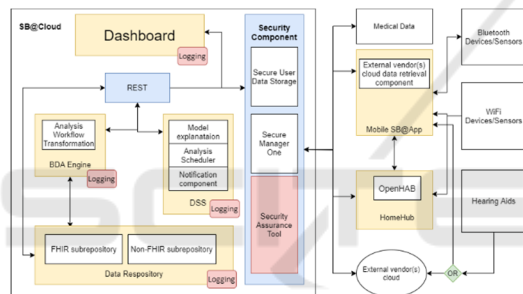 SB@Cloud
Dashboard
Logging
REST
Analysis
Workflow
Transformation
BDA Engine
Logging
Model
explanataion
Analysis
Scheduler
Notification
component
DSS
Logging
FHIR subrepository
Non-FHIR subrepository
Data Respository
Logging
Security
Component
Secure User
Data Storage
Secure
Manager
One
Security
Assurance
Tool
Medical Data
External vendor(s)
cloud data retrieval
component
Mobile SB@App
OpenHAB
HomeHub
External vendor(s)
cloud
OR
Bluetooth
Devices/Sensors
WiFi
Devices/Sensors
Hearing Aids
SCITE